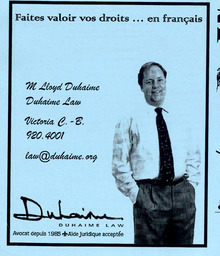 Faites valoir vos droits ... en français
M Lloyd Duhaime
Duhaime Law
Victoria C. -B.
920.4001
law@duhaime.org
Duhaime
DUHAIME LAW
Avocat depuis 1985 ✦ Aide juridique acceptée